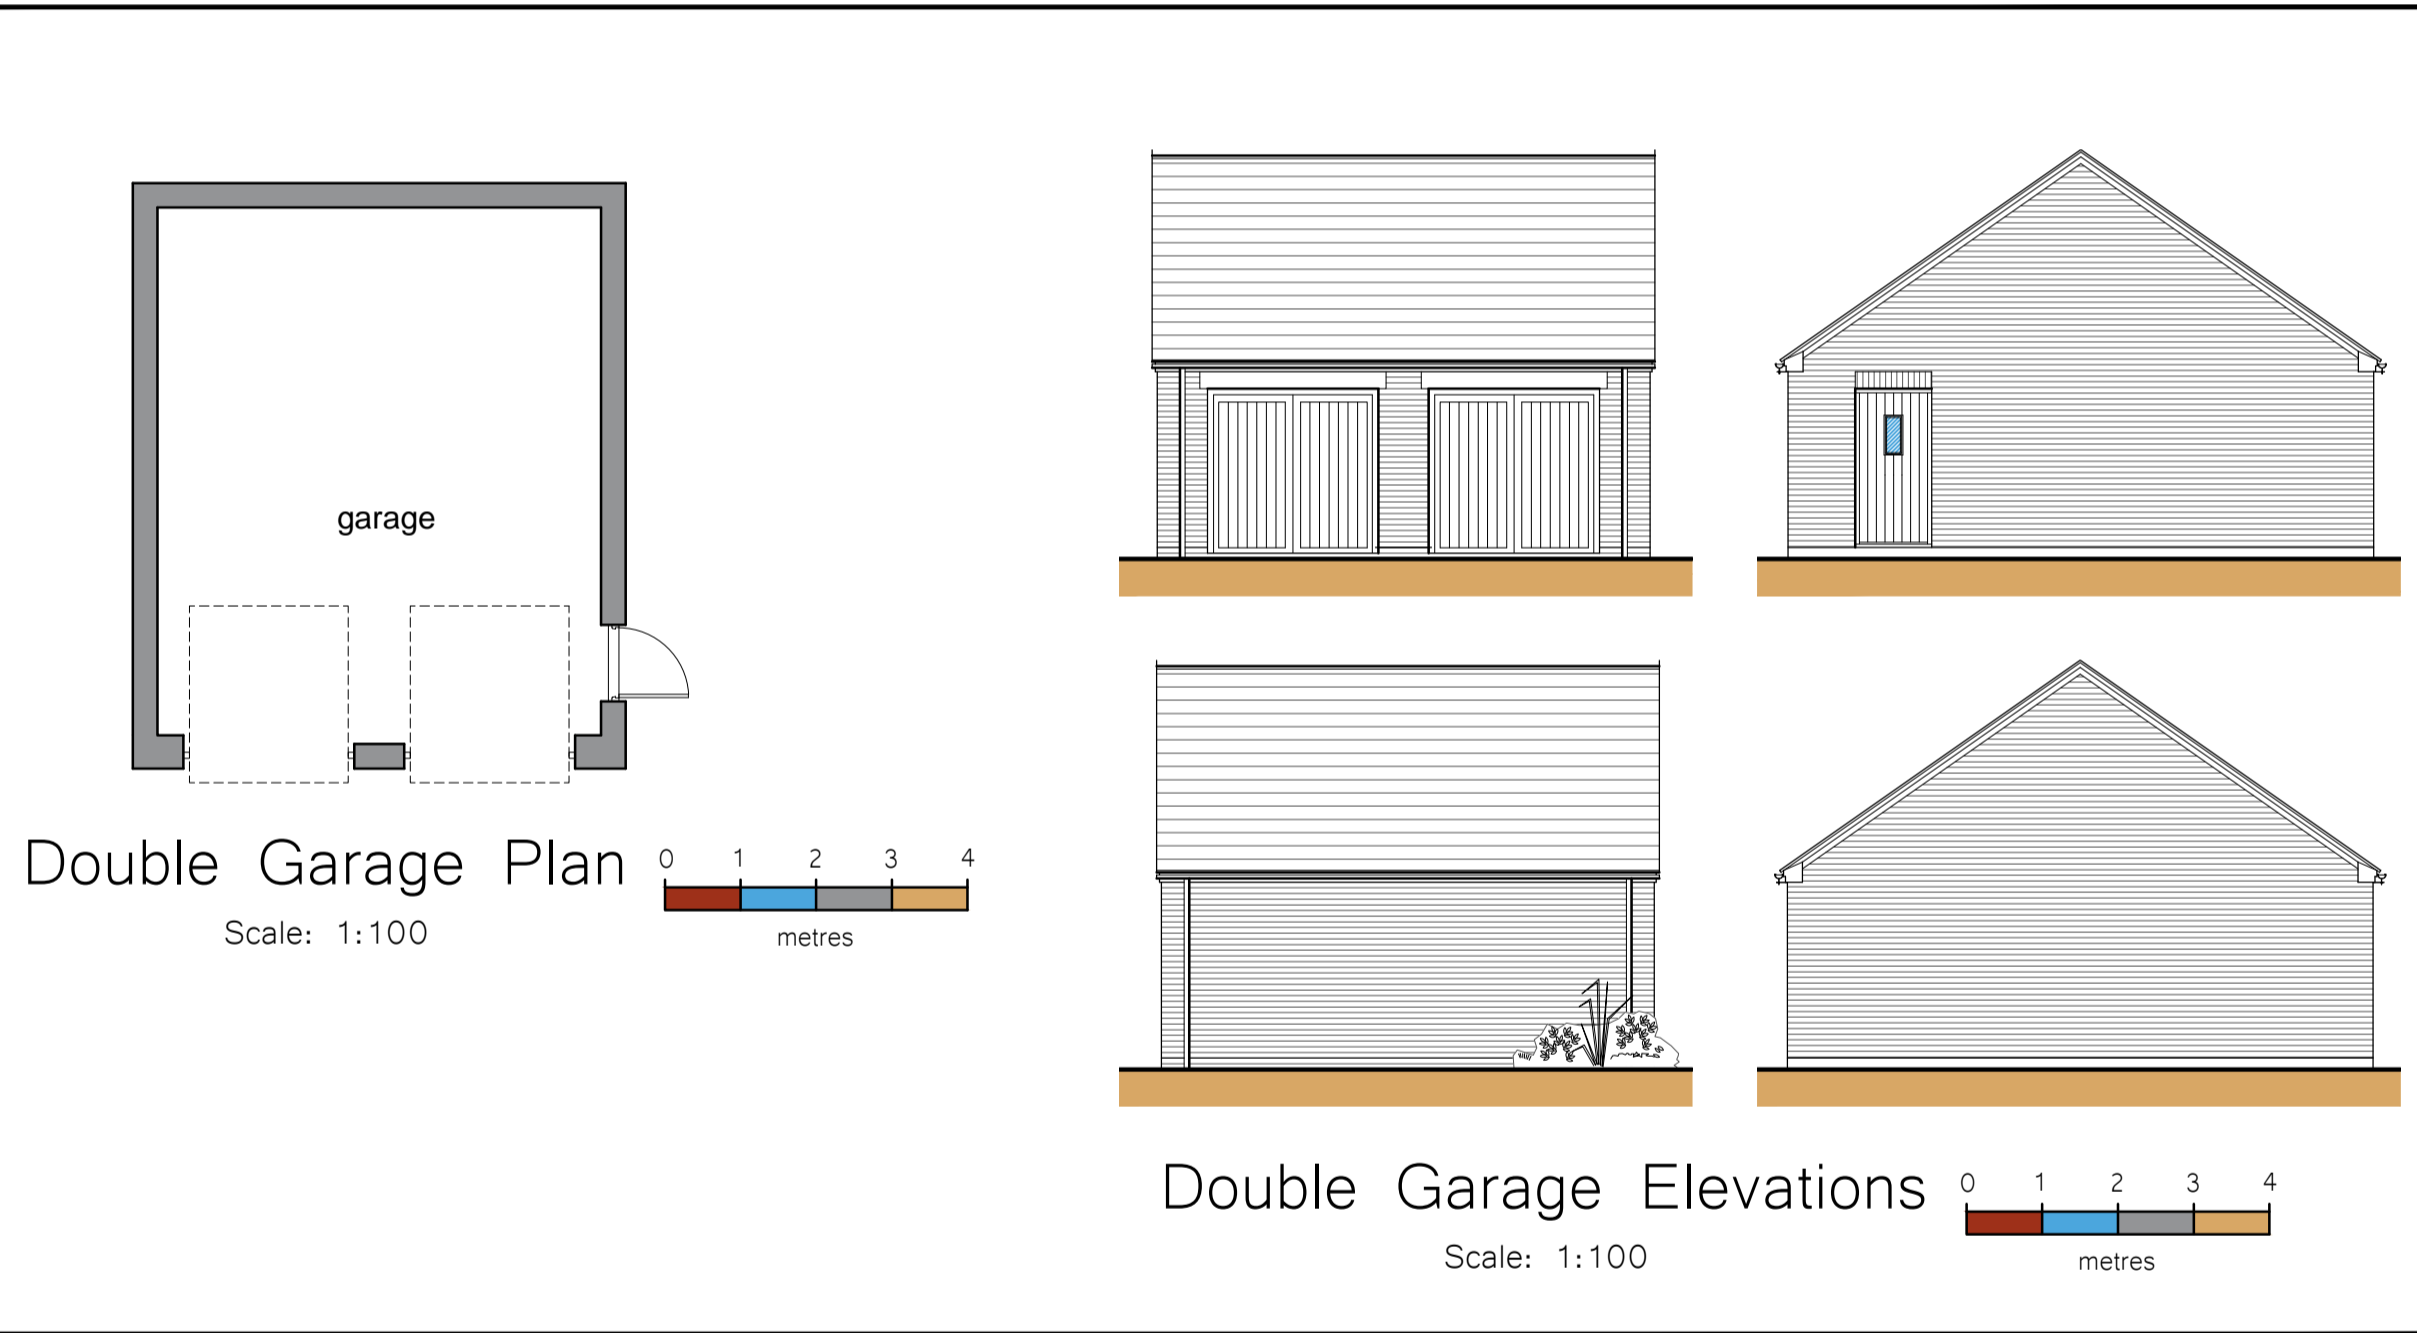 garage
Double Garage Plan
Scale: 1:100
0 1 2 3 4
metres
Double Garage Elevations
Scale: 1:100
0 1 2 3 4
metres